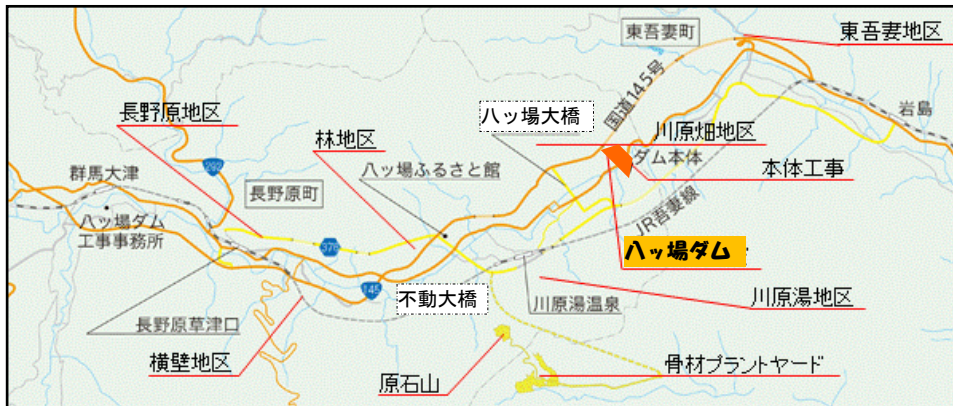 東吾妻町
東吾妻地区
国道145号
岩島
長野原地区
八ッ場大橋
林地区
川原畑地区
ダム本体
本体工事
292
群馬大津
八ッ場ふるさと館
長野原町
八ッ場ダム
工事事務所
JR吾妻線
八ッ場ダム
378
145
不動大橋
川原湯温泉
川原湯地区
長野原草津口
横壁地区
原石山
骨材プラントヤード